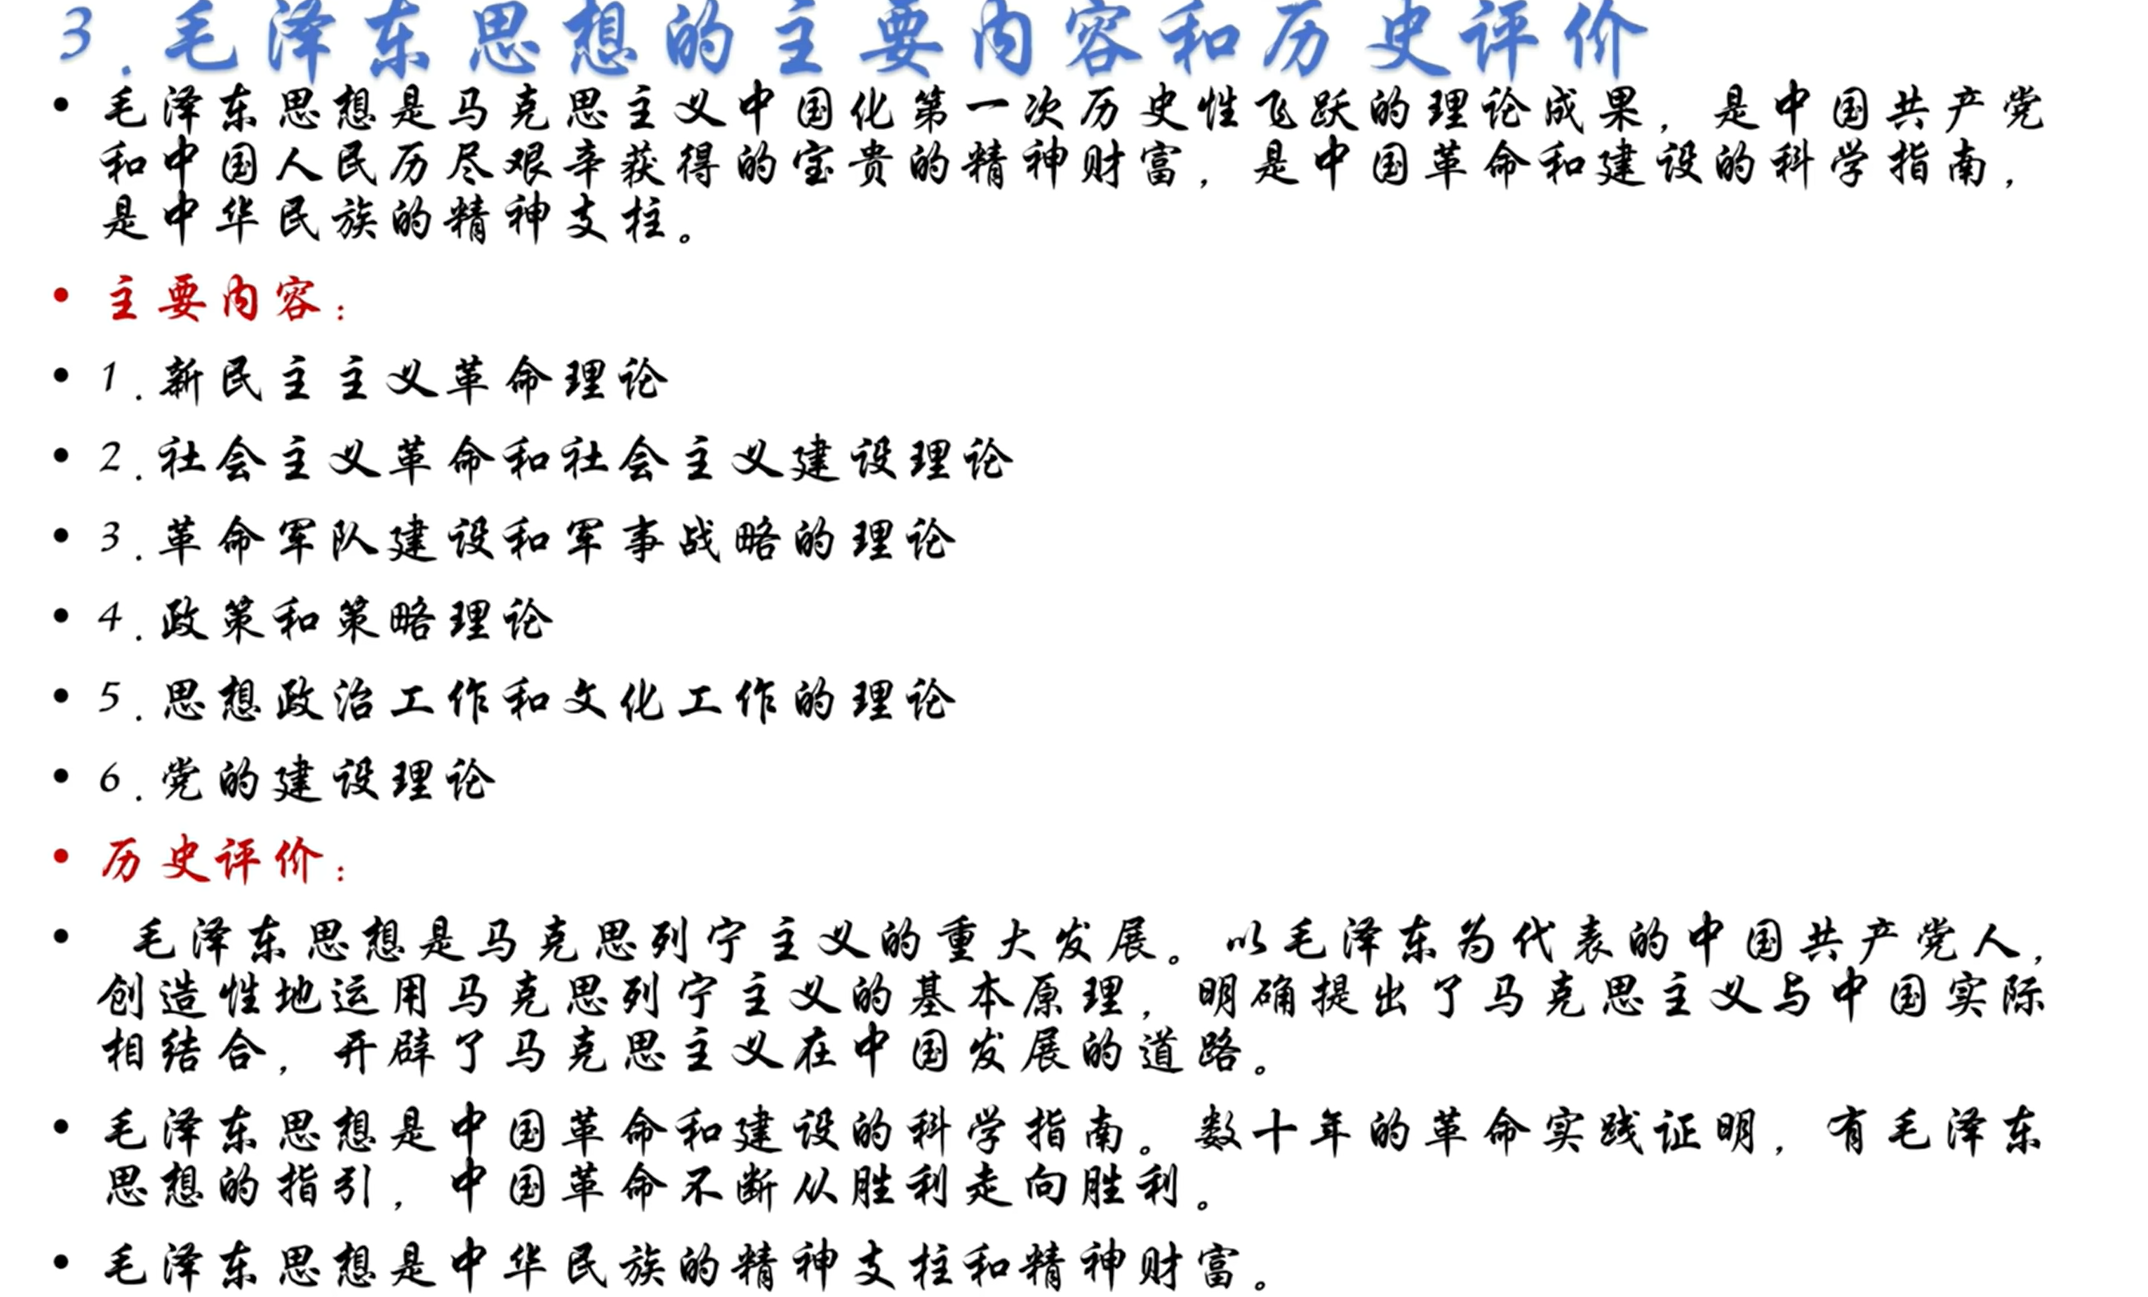 3.毛泽东思想的主要内容和历史评价
• 毛泽东思想是马克思主义中国化第一次历史性飞跃的理论成果，是中国共产党
和中国人民历尽艰辛获得的宝贵的精神财富，是中国革命和建设的科学指南，
是中华民族的精神支柱。
• 主要内容：
• 1.新民主主义革命理论
• 2.社会主义革命和社会主义建设理论
• 3.革命军队建设和军事战略的理论
• 4.政策和策略理论
• 5.思想政治工作和文化工作的理论
• 6.党的建设理论
• 历史评价：
• 毛泽东思想是马克思列宁主义的重大发展。以毛泽东为代表的中国共产党人，
创造性地运用马克思列宁主义的基本原理，明确提出了马克思主义与中国实际
相结合，开辟了马克思主义在中国发展的道路。
• 毛泽东思想是中国革命和建设的科学指南。数十年的革命实践证明，有毛泽东
思想的指引，中国革命不断从胜利走向胜利。
• 毛泽东思想是中华民族的精神支柱和精神财富。